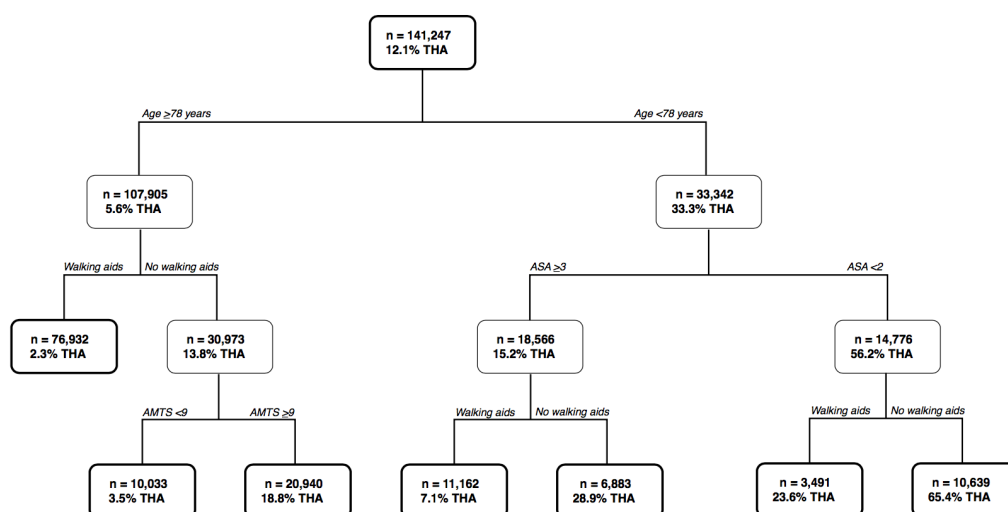 n = 141,247
12.1% THA
Age ≥78 years
Age <78 years
n = 107,905
5.6% THA
n = 33,342
33.3% THA
Walking aids
No walking aids
ASA ≥3
ASA <2
n = 76,932
2.3% THA
n = 30,973
13.8% THA
n = 18,566
15.2% THA
n = 14,776
56.2% THA
AMTS <9
AMTS ≥9
Walking aids
No walking aids
Walking aids
No walking aids
n = 10,033
3.5% THA
n = 20,940
18.8% THA
n = 11,162
7.1% THA
n = 6,883
28.9% THA
n = 3,491
23.6% THA
n = 10,639
65.4% THA